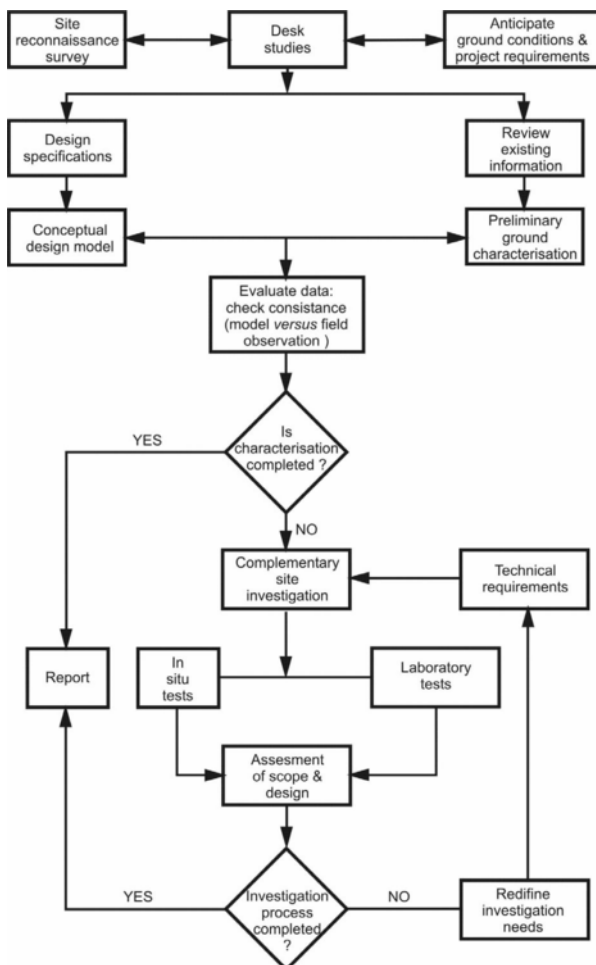 Site
reconnaissance
survey
Desk
studies
Anticipate
ground conditions &
project requirements
Design
specifications
Review
existing
information
Conceptual
design model
Preliminary
ground
characterisation
Evaluate data:
check consistance
(model versus field
observation )
Is
characterisation
completed ?
YES
NO
Complementary
site
investigation
Technical
requirements
Report
In
situ
tests
Laboratory
tests
Assesment
of scope &
design
Investigation
process
completed
?
YES
NO
Redifine
investigation
needs